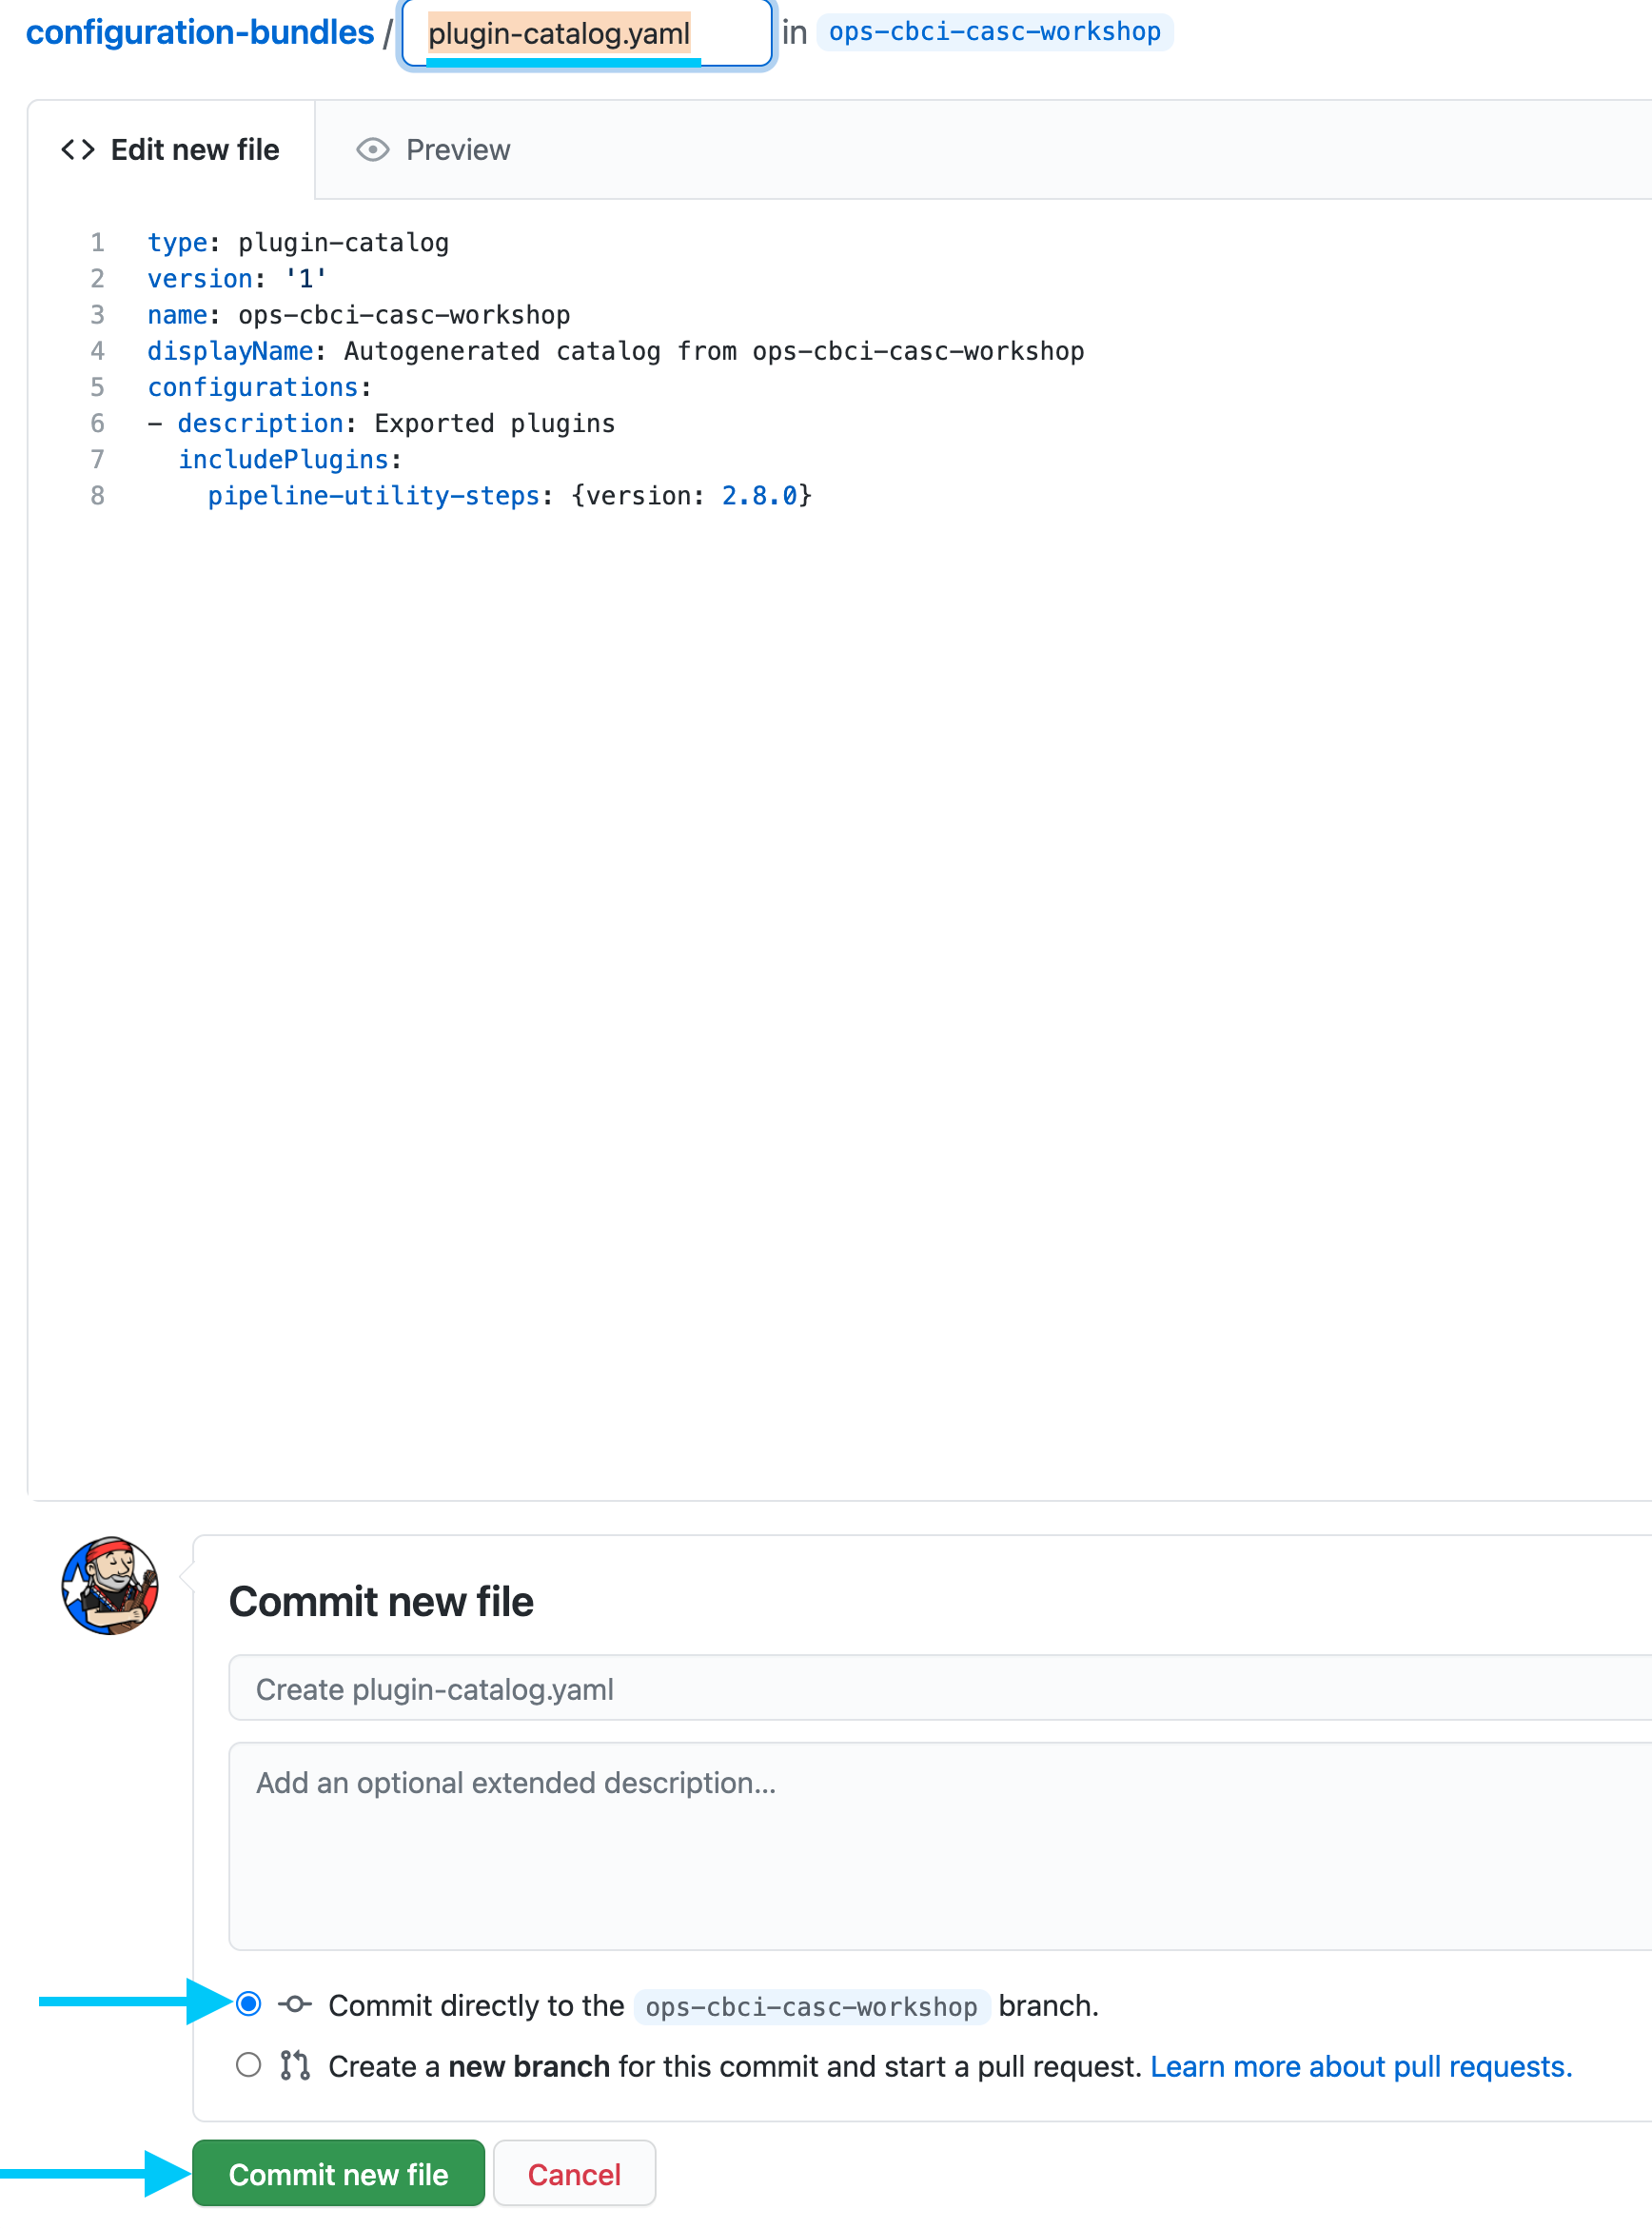 configuration-bundles / plugin-catalog.yaml in ops-cbci-casc-workshop
Edit new file Preview
1 type: plugin-catalog
2 version: '1'
3 name: ops-cbci-casc-workshop
4 displayName: Autogenerated catalog from ops-cbci-casc-workshop
5 configurations:
6 - description: Exported plugins
7   includePlugins:
8     pipeline-utility-steps: {version: 2.8.0}
Commit new file
Create plugin-catalog.yaml
Add an optional extended description...
Commit directly to the ops-cbci-casc-workshop branch.
Create a new branch for this commit and start a pull request. Learn more about pull requests.
Commit new file Cancel